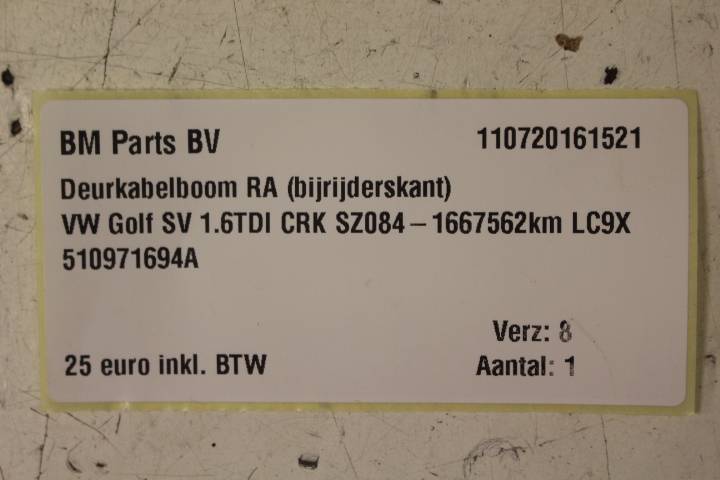 BM Parts BV 110720161521
Deurkabelboom RA (bijrijderskant)
VW Golf SV 1.6TDI CRK SZ084 – 1667562km LC9X
510971694A
Verz: 8
25 euro inkl. BTW Aantal: 1